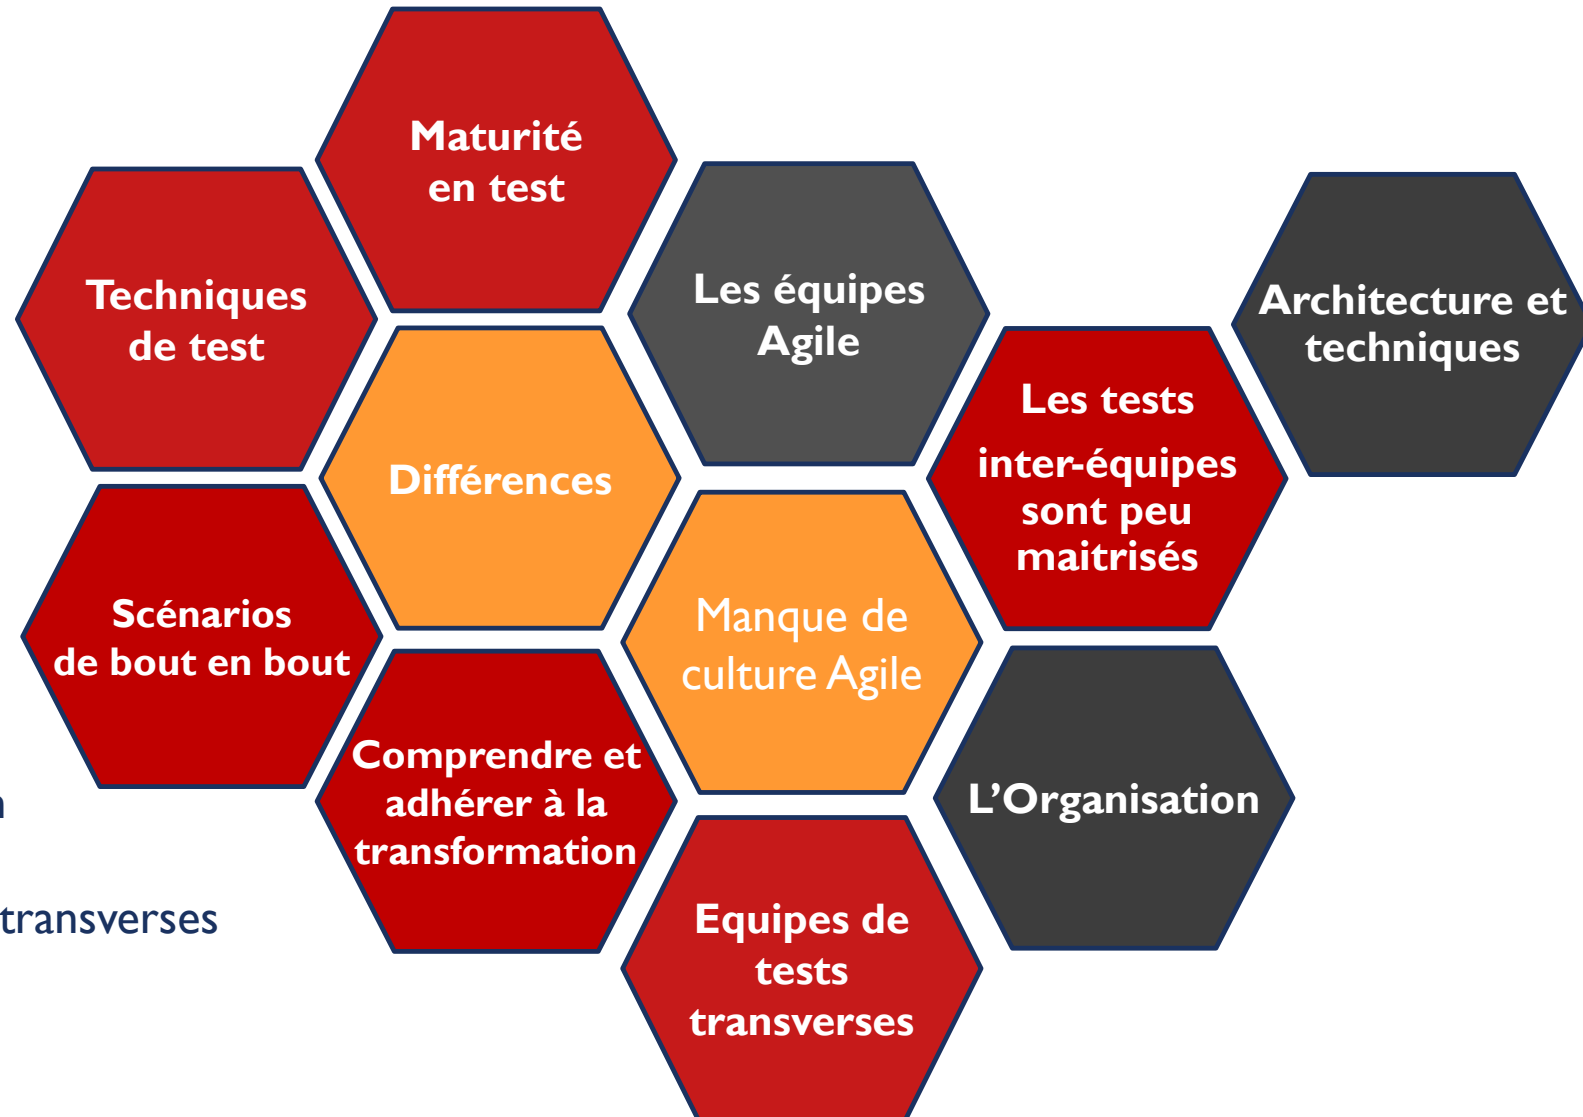 Maturité
en test
Techniques
de test
Les équipes
Agile
Architecture et
techniques
Différences
Les tests
inter-équipes
sont peu
maitrisés
Scénarios
de bout en bout
Manque de
culture Agile
Comprendre et
adhérer à la
transformation
L’Organisation
transverses
Equipes de
tests
transverses